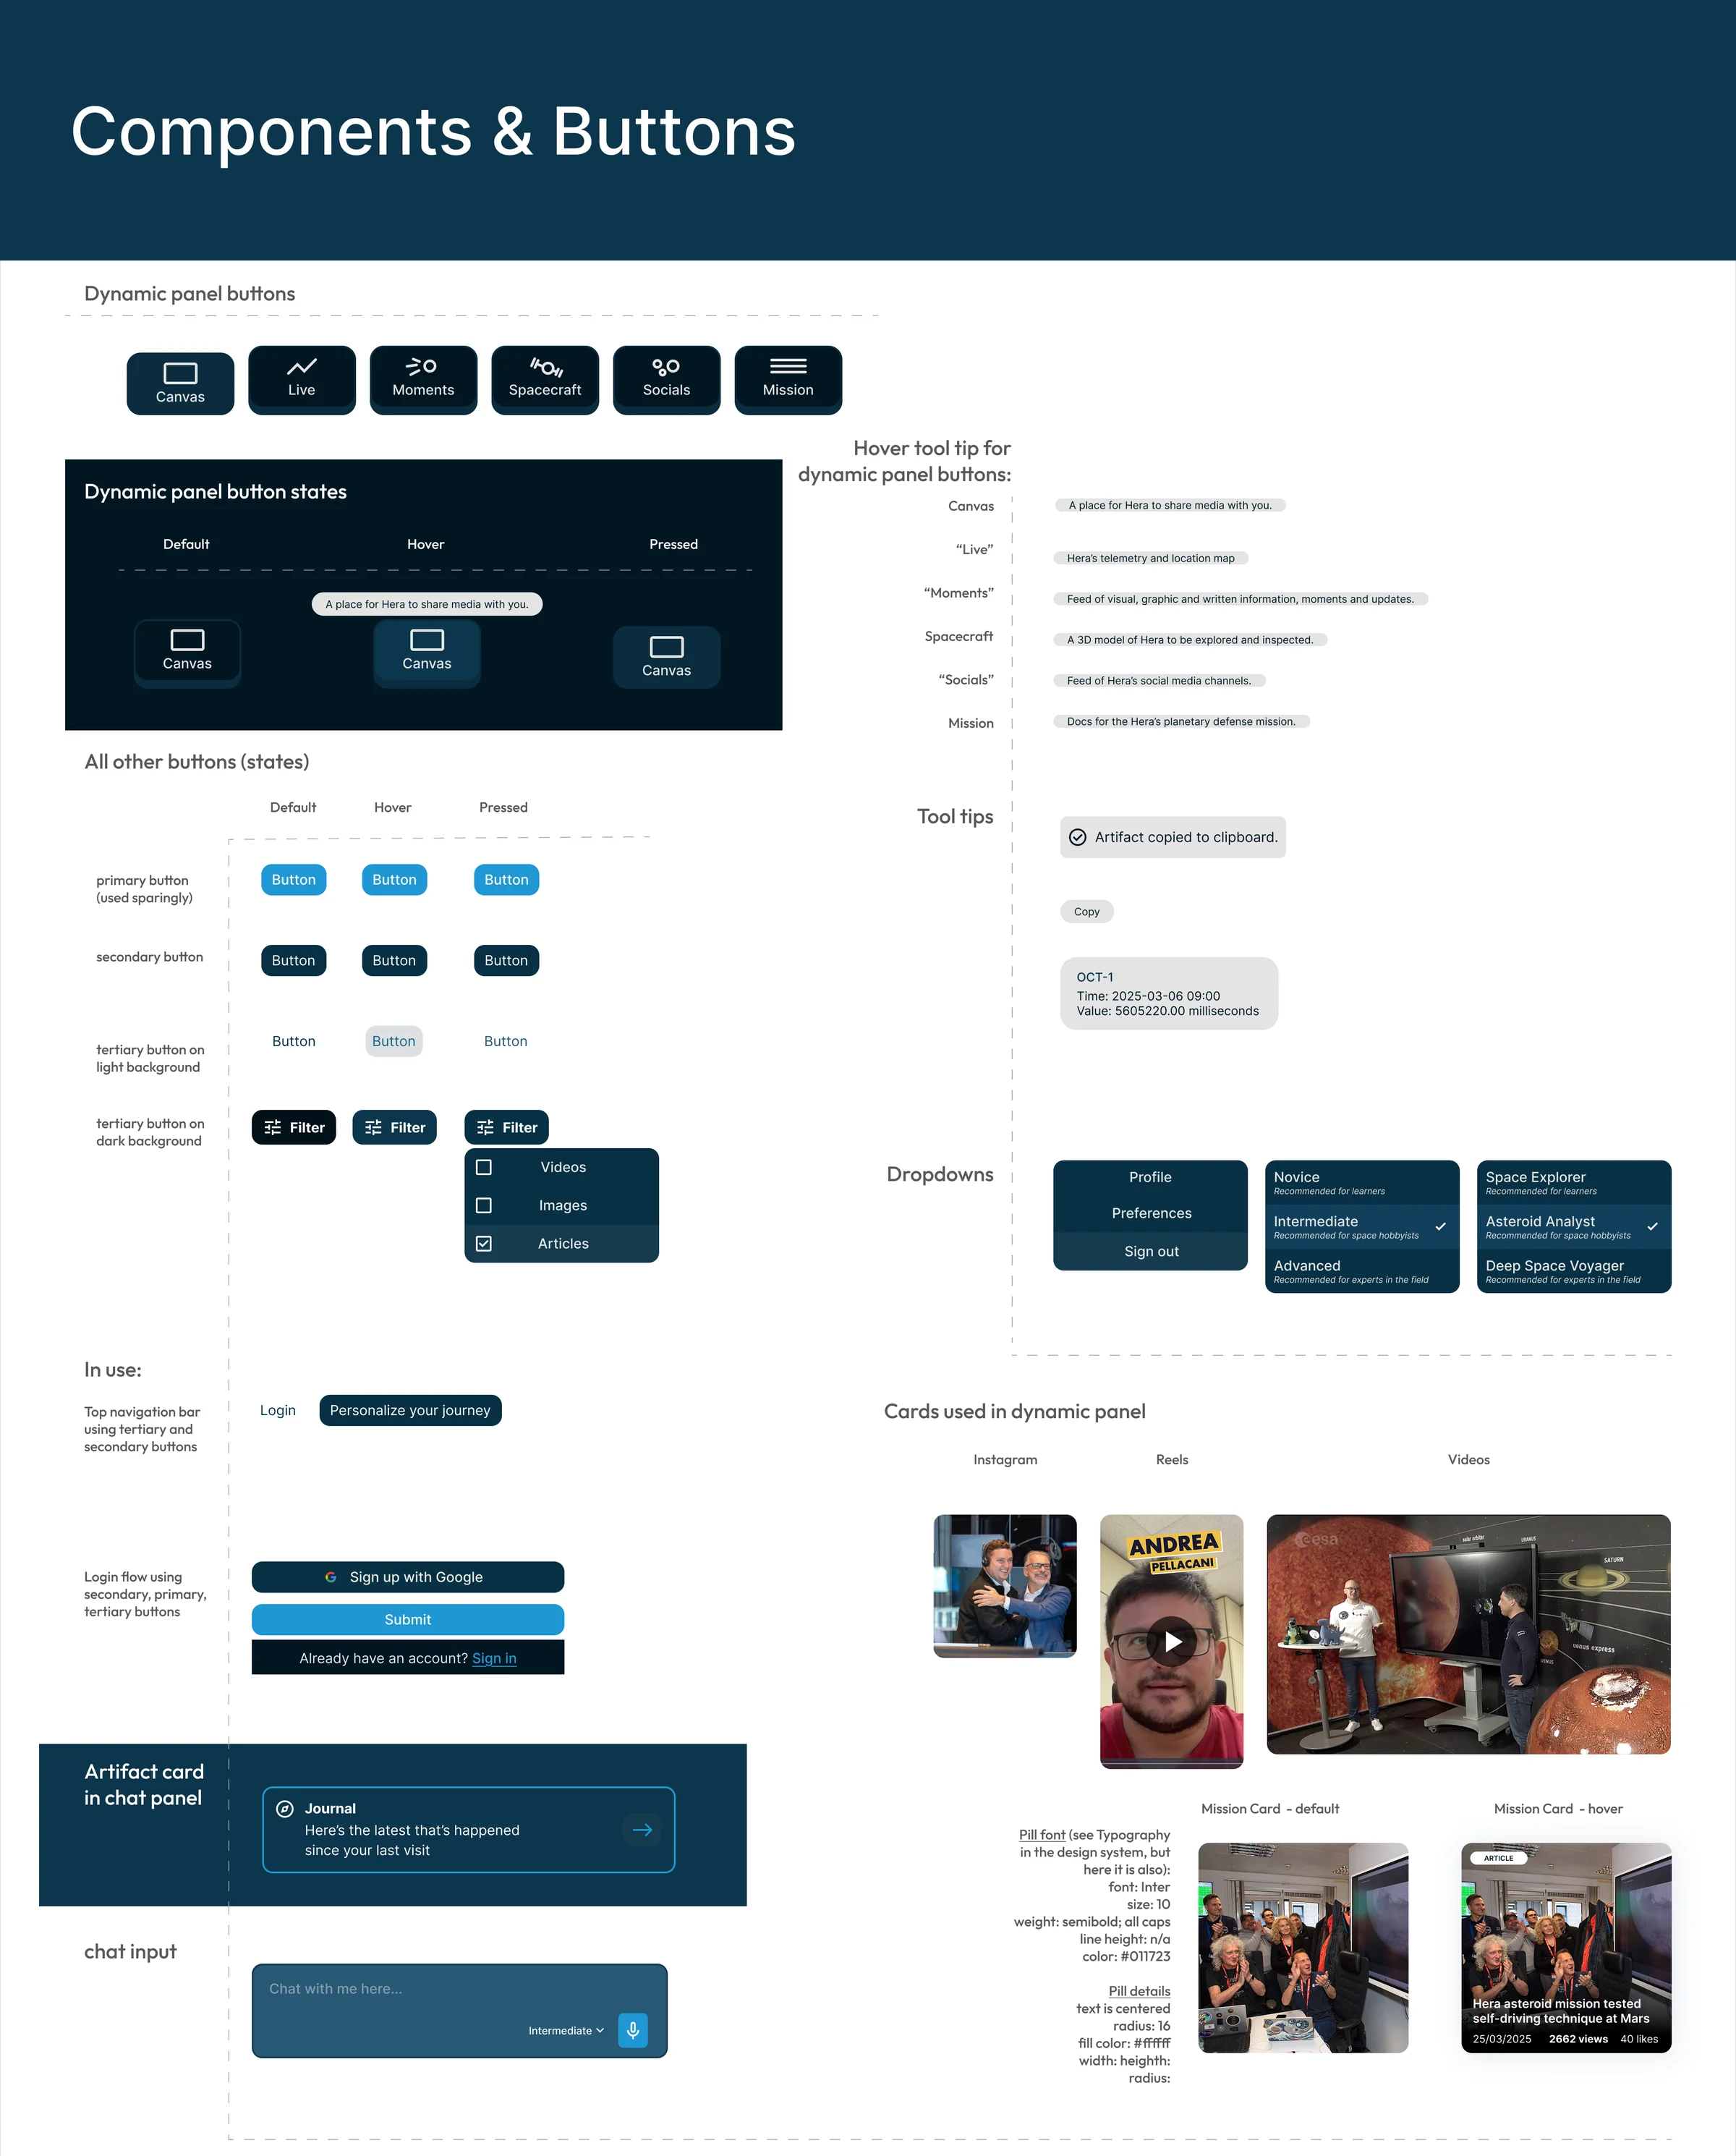 Components & Buttons
Dynamic panel buttons
Canvas
Live
Moments
Spacecraft
Socials
Mission
Dynamic panel button states
Default
Hover
Pressed
A place for Hera to share media with you.
Canvas
Canvas
Canvas
Hover tool tip for
dynamic panel buttons:
Canvas
A place for Hera to share media with you.
“Live”
Hera’s telemetry and location map
“Moments”
Feed of visual, graphic and written information, moments and updates.
Spacecraft
A 3D model of Hera to be explored and inspected.
“Socials”
Feed of Hera’s social media channels.
Mission
Docs for the Hera’s planetary defense mission.
All other buttons (states)
Default
Hover
Pressed
primary button
(used sparingly)
Button
Button
Button
secondary button
Button
Button
Button
tertiary button on
light background
Button
Button
Button
tertiary button on
dark background
Filter
Filter
Filter
Videos
Images
Articles
Tool tips
Artifact copied to clipboard.
Copy
OCT-1
Time: 2025-03-06 09:00
Value: 5605220.00 milliseconds
Dropdowns
Profile
Preferences
Sign out
Novice
Recommended for learners
Intermediate
Recommended for space hobbyists
Advanced
Recommended for experts in the field
Space Explorer
Recommended for learners
Asteroid Analyst
Recommended for space hobbyists
Deep Space Voyager
Recommended for experts in the field
In use:
Top navigation bar
using tertiary and
secondary buttons
Login
Personalize your journey
Login flow using
secondary, primary,
tertiary buttons
Sign up with Google
Submit
Already have an account? Sign in
Artifact card
in chat panel
Journal
Here’s the latest that’s happened
since your last visit
chat input
Chat with me here...
Intermediate
Cards used in dynamic panel
Instagram
Reels
Videos
ANDREA
PELLACANI
esa
solar orbiter
URANUS
SATURN
venus express
VENUS
Mission Card - default
Mission Card - hover
Pill font (see Typography
in the design system, but
here it is also):
font: Inter
size: 10
weight: semibold; all caps
line height: n/a
color: #011723
Pill details
text is centered
radius: 16
fill color: #ffffff
width: heighth:
radius:
ARTICLE
Hera asteroid mission tested
self-driving technique at Mars
25/03/2025
2662 views
40 likes